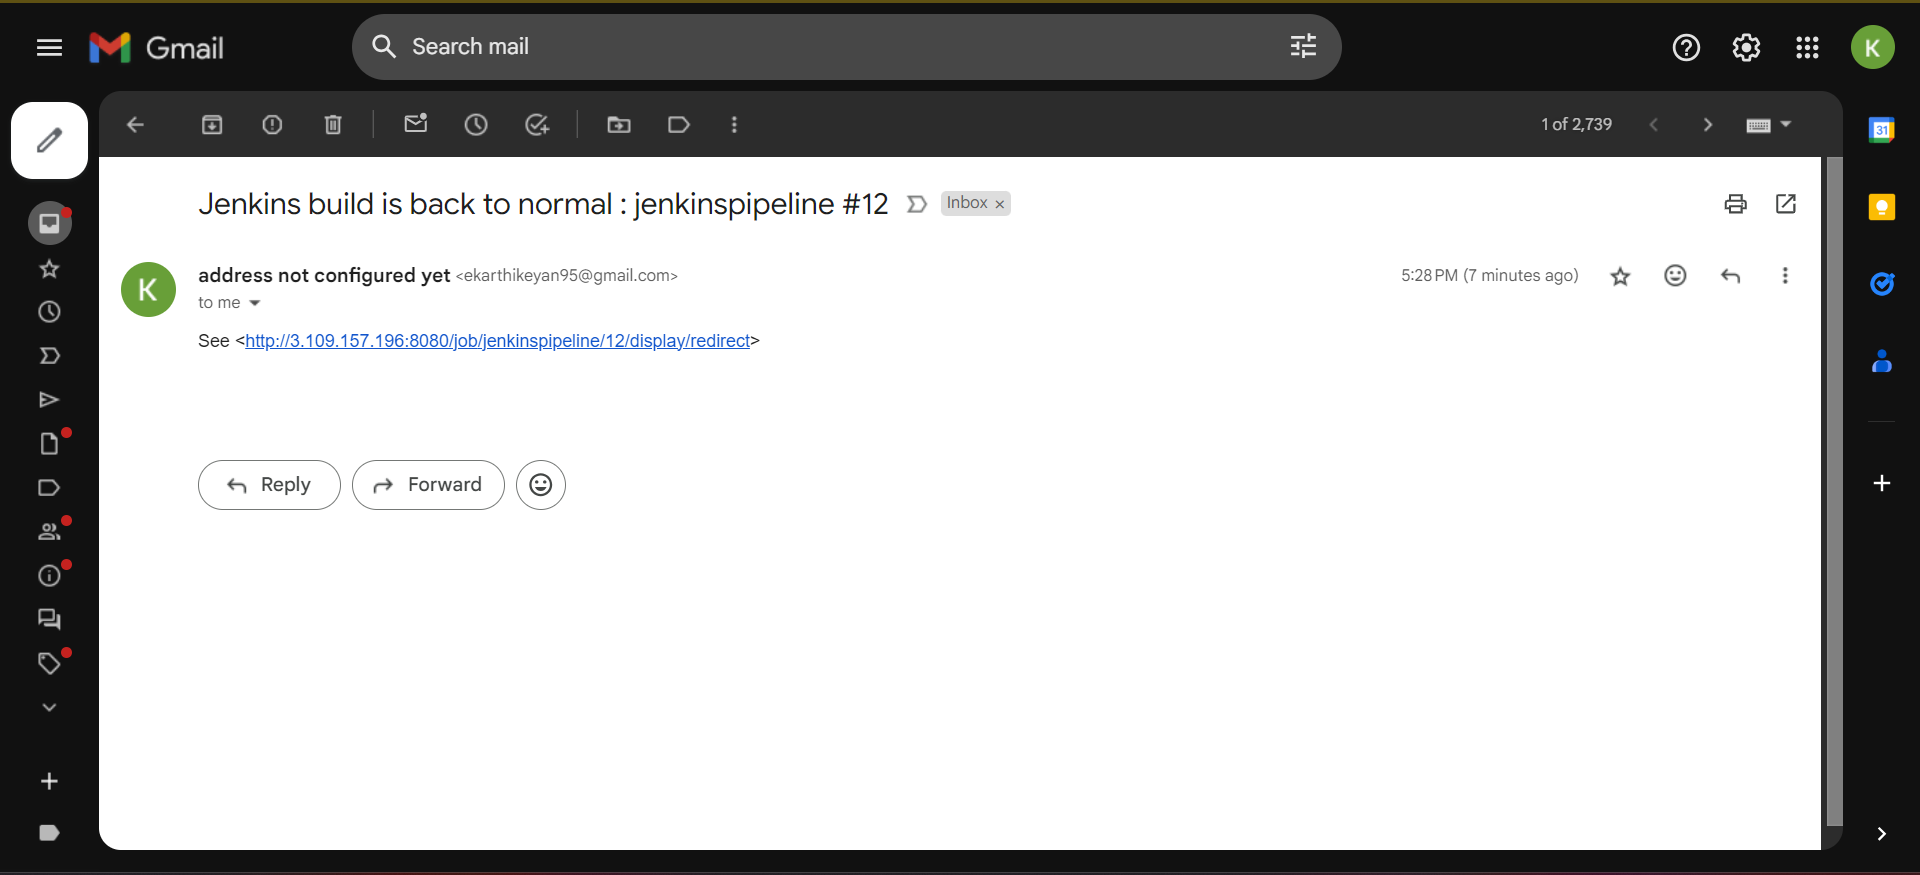 Gmail
Search mail
K
1 of 2,739
31
Jenkins build is back to normal : jenkinspipeline #12
Inbox ×
K
address not configured yet <ekarthikeyan95@gmail.com>
5:28 PM (7 minutes ago)
to me
See <http://3.109.157.196:8080/job/jenkinspipeline/12/display/redirect>
Reply
Forward